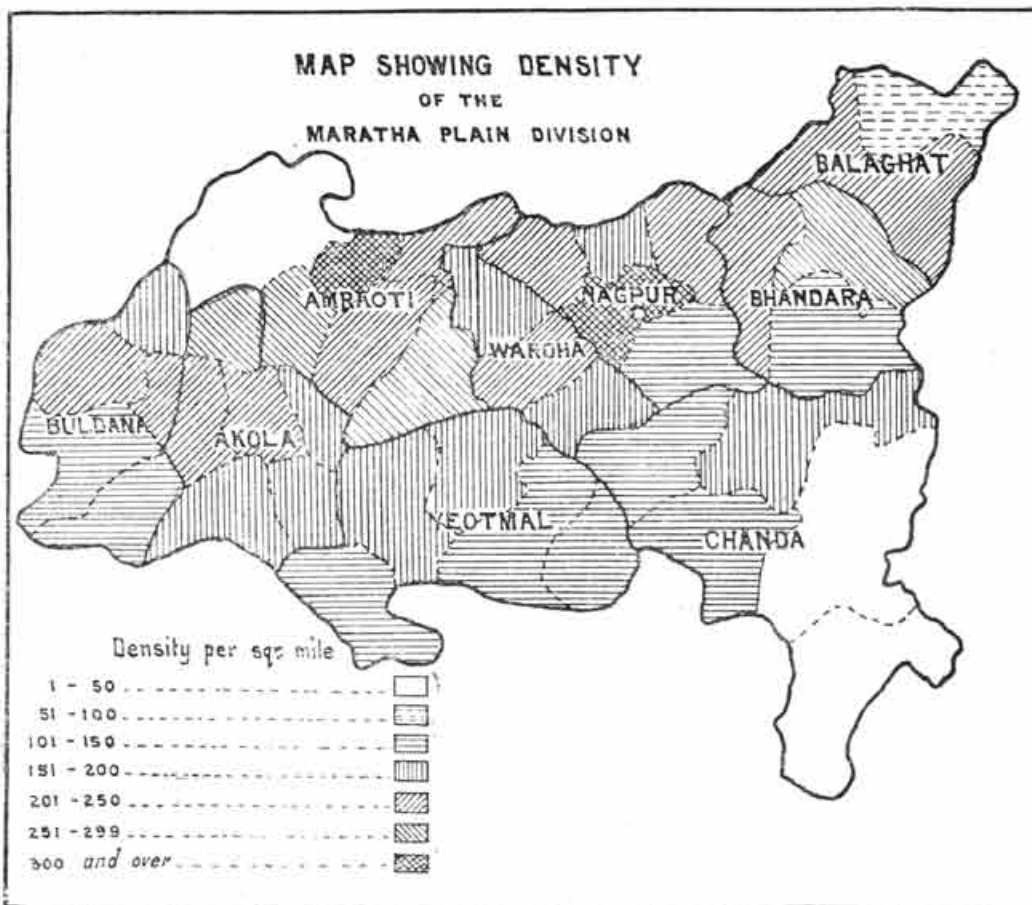 MAP SHOWING DENSITY
OF THE
MARATHA PLAIN DIVISION
BALAGHAT
AMRAOTI
NAGPUR
BHANDARA
WARDHA
BULDANA
AKOLA
YEOTMAL
CHANDA
Density per sqr mile
1 - 50
51 - 100
101 - 150
151 - 200
201 - 250
251 - 299
300 and over